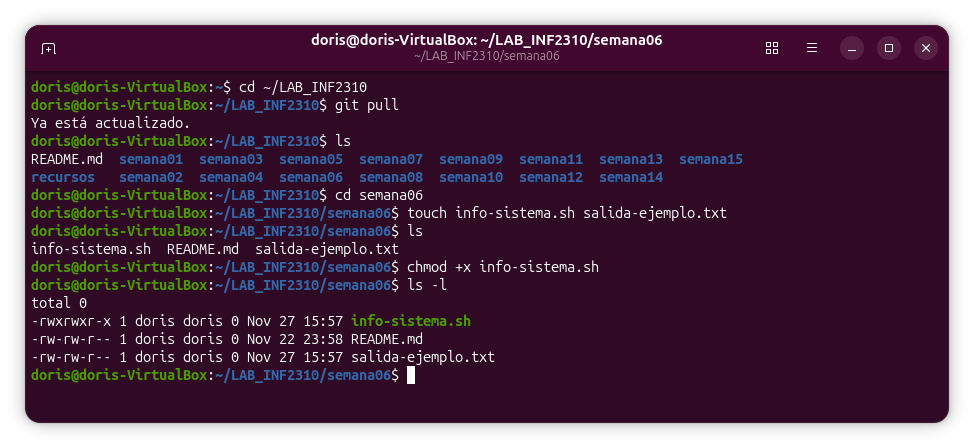 doris@doris-VirtualBox: ~/LAB_INF2310/semana06
~/LAB_INF2310/semana06
doris@doris-VirtualBox:~$ cd ~/LAB_INF2310
doris@doris-VirtualBox:~/LAB_INF2310$ git pull
Ya está actualizado.
doris@doris-VirtualBox:~/LAB_INF2310$ ls
README.md  semana01  semana03  semana05  semana07  semana09  semana11  semana13  semana15
recursos   semana02  semana04  semana06  semana08  semana10  semana12  semana14
doris@doris-VirtualBox:~/LAB_INF2310$ cd semana06
doris@doris-VirtualBox:~/LAB_INF2310/semana06$ touch info-sistema.sh salida-ejemplo.txt
doris@doris-VirtualBox:~/LAB_INF2310/semana06$ ls
info-sistema.sh  README.md  salida-ejemplo.txt
doris@doris-VirtualBox:~/LAB_INF2310/semana06$ chmod +x info-sistema.sh
doris@doris-VirtualBox:~/LAB_INF2310/semana06$ ls -l
total 0
-rwxrwxr-x 1 doris doris 0 Nov 27 15:57 info-sistema.sh
-rw-rw-r-- 1 doris doris 0 Nov 22 23:58 README.md
-rw-rw-r-- 1 doris doris 0 Nov 27 15:57 salida-ejemplo.txt
doris@doris-VirtualBox:~/LAB_INF2310/semana06$